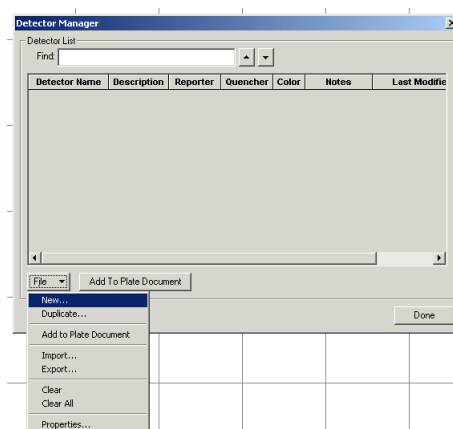 Detector Manager
Detector List
Find:
Detector Name Description Reporter Quencher Color Notes Last Modifie
File Add To Plate Document
New...
Duplicate...
Done
Add to Plate Document
Import...
Export...
Clear
Clear All
Properties...